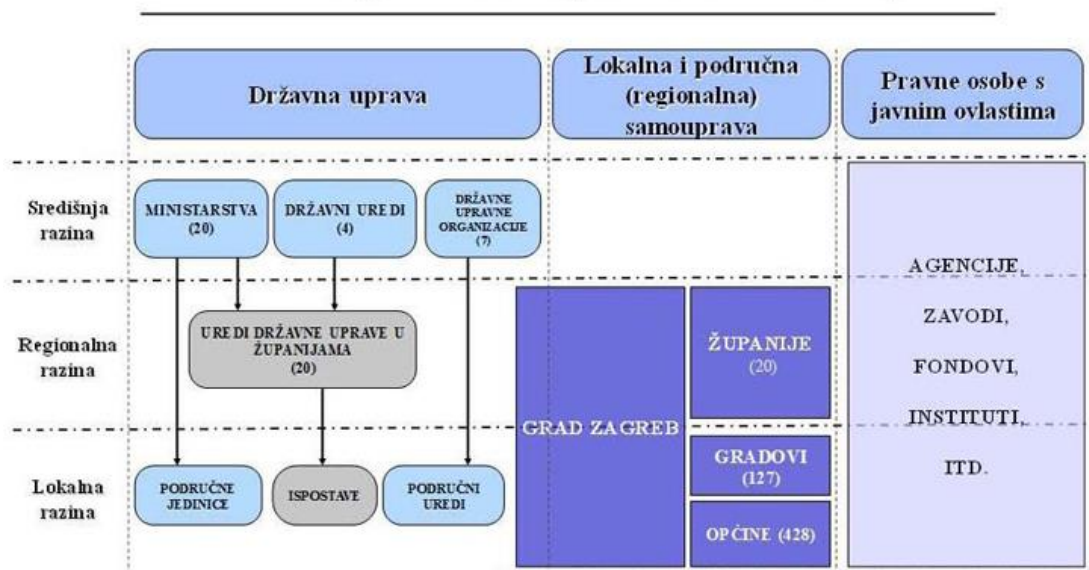 Državna uprava
Lokalna i područna
(regionalna)
samouprava
Pravne osobe s
javnim ovlastima
Središnja
razina
MINISTARSTVA
(20)
DRŽAVNI UREDI
(4)
DRŽAVNE
UPRAVNE
ORGANIZACIJE
(7)
Regionalna
razina
UREDI DRŽAVNE UPRAVE U
ŽUPANIJAMA
(20)
GRAD ZAGREB
ŽUPANIJE
(20)
AGENCIJE,
ZAVODI,
FONDOVI,
INSTITUTI,
ITD.
Lokalna
razina
PODRUČNE
JEDINICE
ISPOSTAVE
PODRUČNI
UREDI
GRADOVI
(127)
OPĆINE (428)